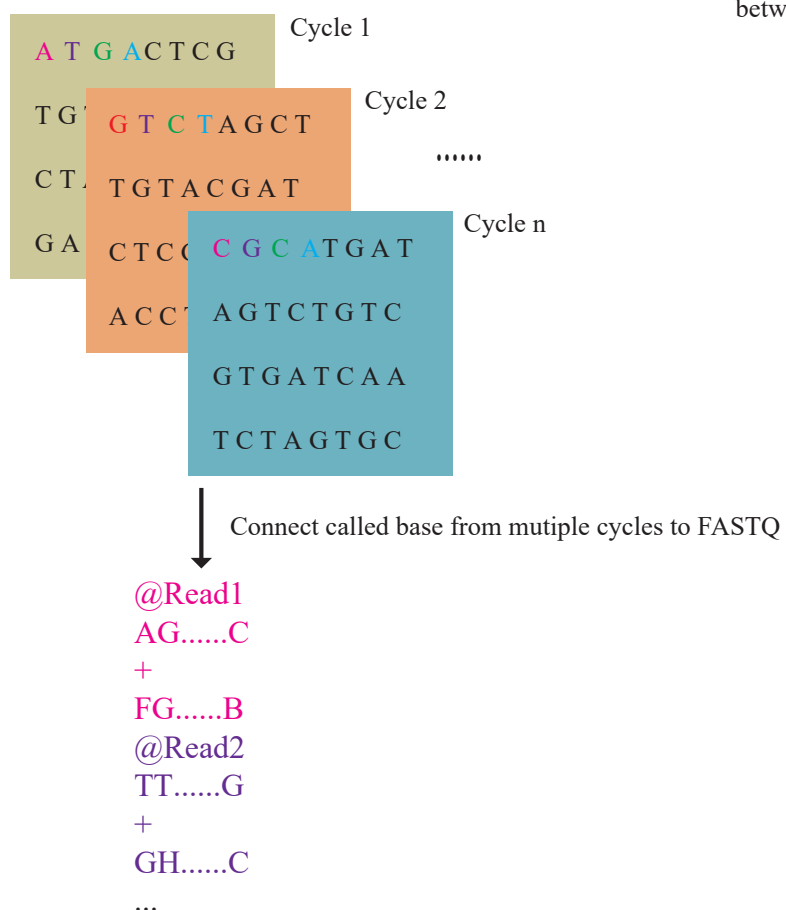 betw
Cycle 1
A T G A C T C G
T G T
C T A
G A
Cycle 2
G T C T A G C T
......
T G T A C G A T
C T C C
A C C T
Cycle n
C G C A T G A T
A G T C T G T C
G T G A T C A A
T C T A G T G C
Connect called base from mutiple cycles to FASTQ
@Read1
AG......C
+
FG......B
@Read2
TT......G
+
GH......C
...